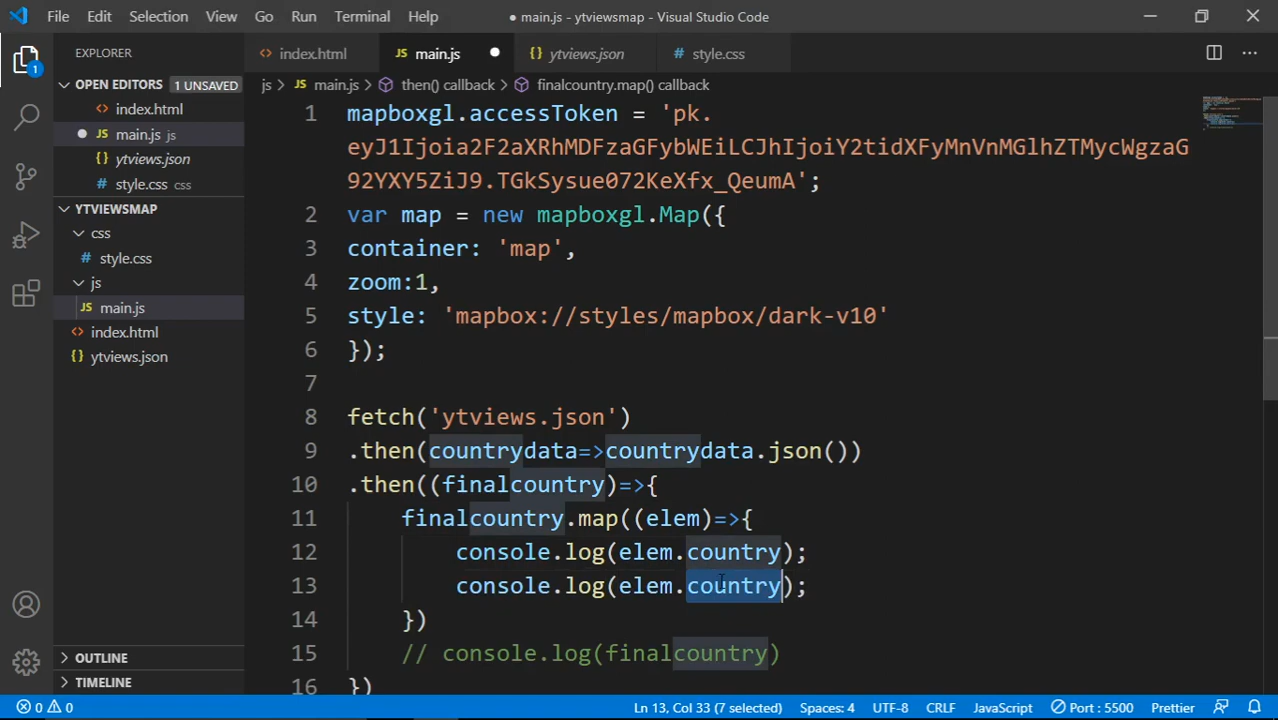 File Edit Selection View Go Run Terminal Help ● main.js - ytviewsmap - Visual Studio Code
EXPLORER
OPEN EDITORS 1 UNSAVED
index.html
main.js js
ytviews.json
style.css css
YTVIEWSMAP
css
style.css
js
main.js
index.html
ytviews.json
OUTLINE
TIMELINE
1
index.html JS main.js ytviews.json style.css
js > JS main.js > then() callback > finalcountry.map() callback
1 mapboxgl.accessToken = 'pk.
eyJ1Ijoia2F2aXRhMDFzaGFybWEiLCJhIjoiY2tidXFyMnVnMGlhZTMycWgzaG
92YXY5ZiJ9.TGkSysue072KeXfx_QeumA';
2 var map = new mapboxgl.Map({
3 container: 'map',
4 zoom:1,
5 style: 'mapbox://styles/mapbox/dark-v10'
6 });
7
8 fetch('ytviews.json')
9 .then(countrydata=>countrydata.json())
10 .then((finalcountry)=>{
11 finalcountry.map((elem)=>{
12 console.log(elem.country);
13 console.log(elem.country);
14 })
15 // console.log(finalcountry)
16 })
0 0 Ln 13, Col 33 (7 selected) Spaces: 4 UTF-8 CRLF JavaScript Port : 5500 Prettier